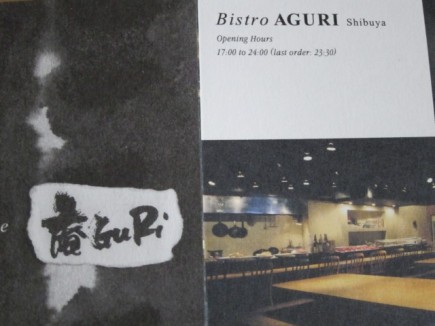 Bistro AGURI Shibuya
Opening Hours
17:00 to 24:00 (last order: 23:30)
庵GuRi
e